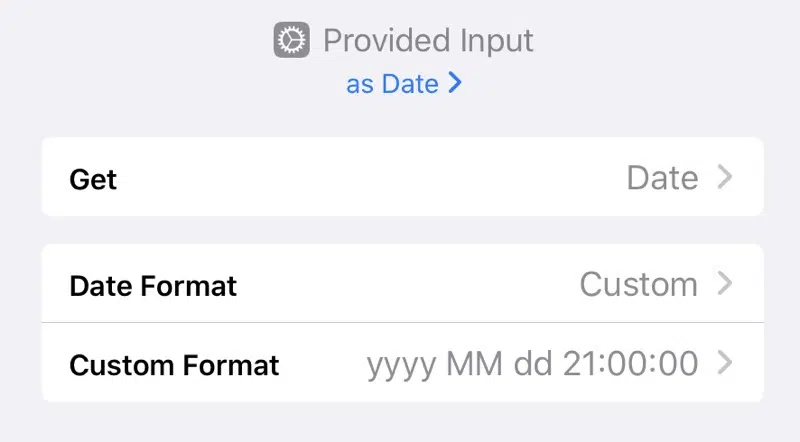 Provided Input
as Date
Get Date
Date Format Custom
Custom Format yyyy MM dd 21:00:00